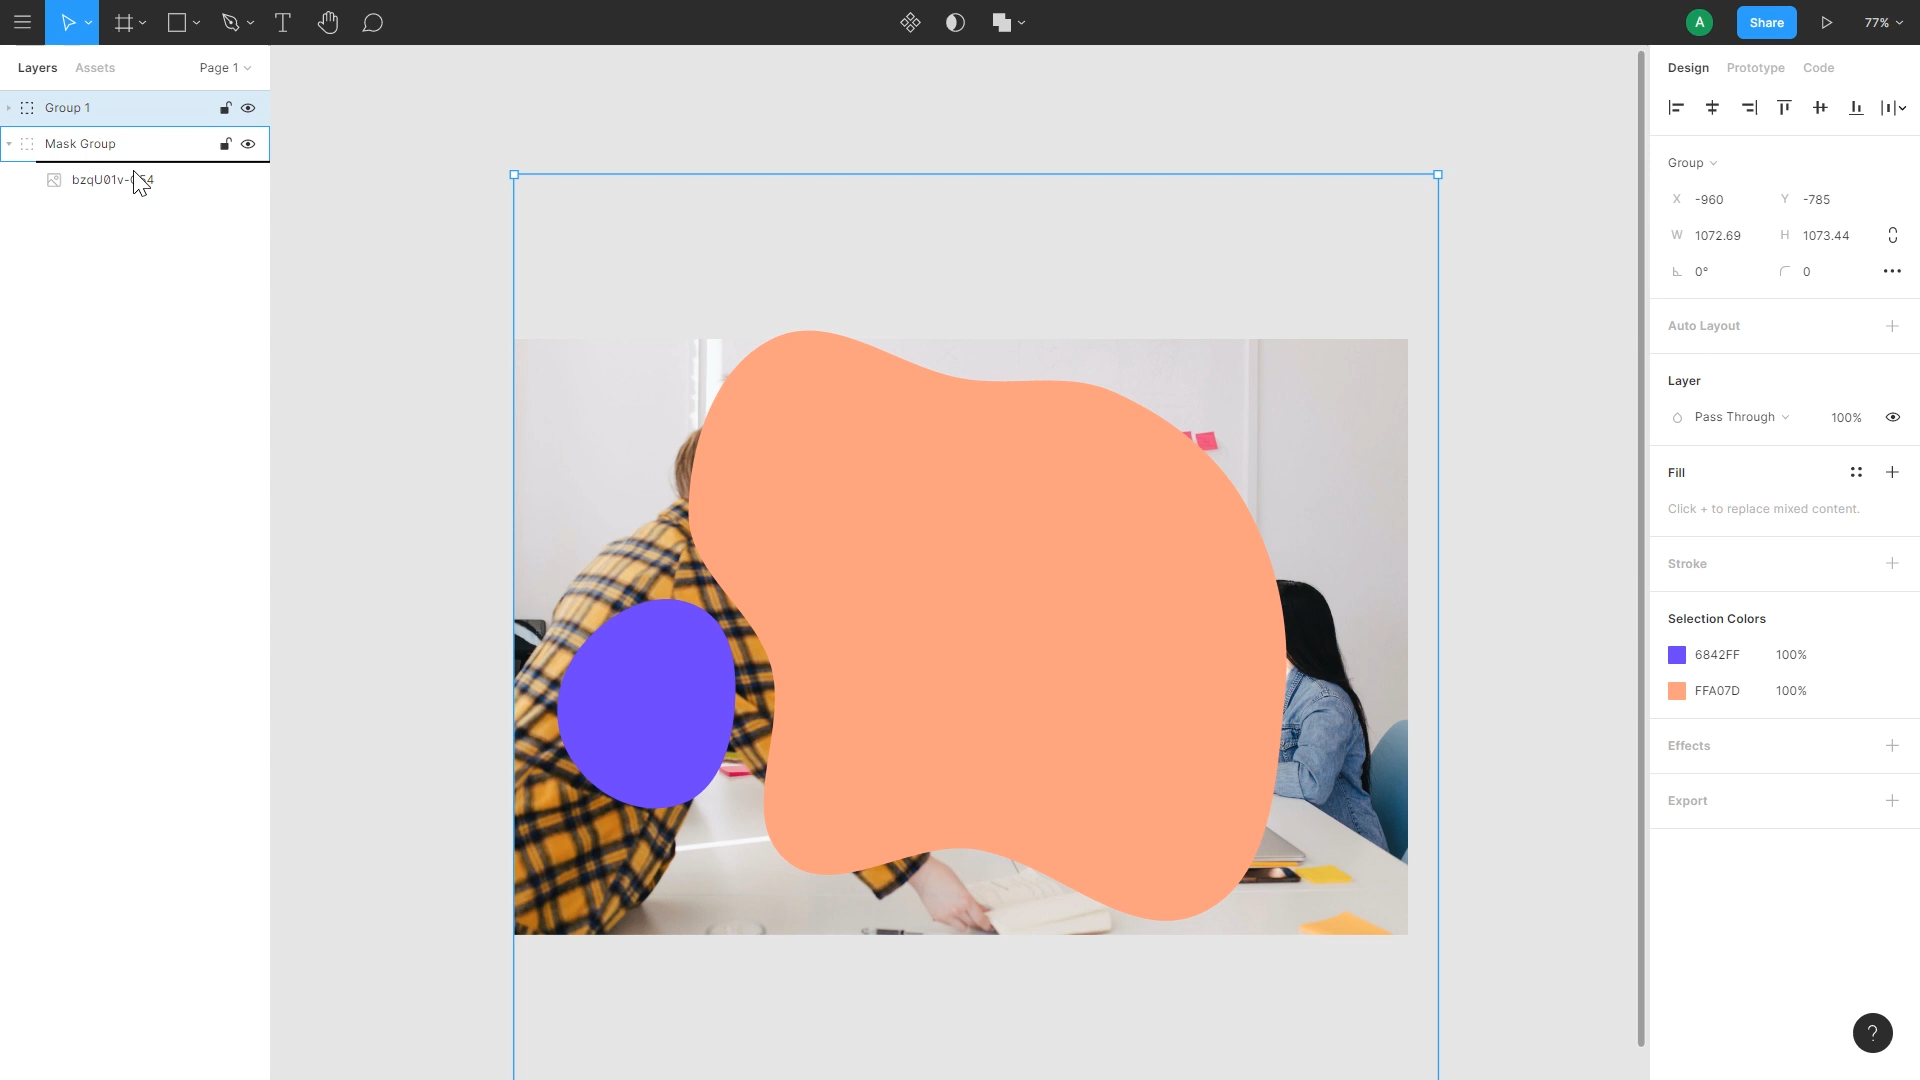 A
Share
77%
Layers
Assets
Page 1
Design
Prototype
Code
Group 1
Mask Group
Group
X
-960
Y
-785
bzqU01v-
54
W
1072.69
H
1073.44
0°
0
Auto Layout
Layer
Pass Through
100%
Fill
Click + to replace mixed content.
Stroke
Selection Colors
6842FF
100%
FFA07D
100%
Effects
Export
?